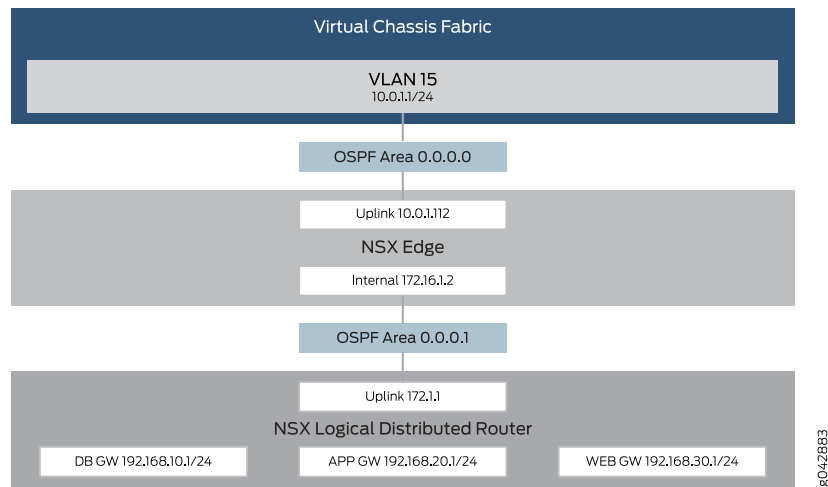 Virtual Chassis Fabric
VLAN 15
10.0.1.1/24
OSPF Area 0.0.0.0
Uplink 10.0.1.112
NSX Edge
Internal 172.16.1.2
OSPF Area 0.0.0.1
Uplink 172.1.1
NSX Logical Distributed Router
DB GW 192.168.10.1/24
APP GW 192.168.20.1/24
WEB GW 192.168.30.1/24
g042883